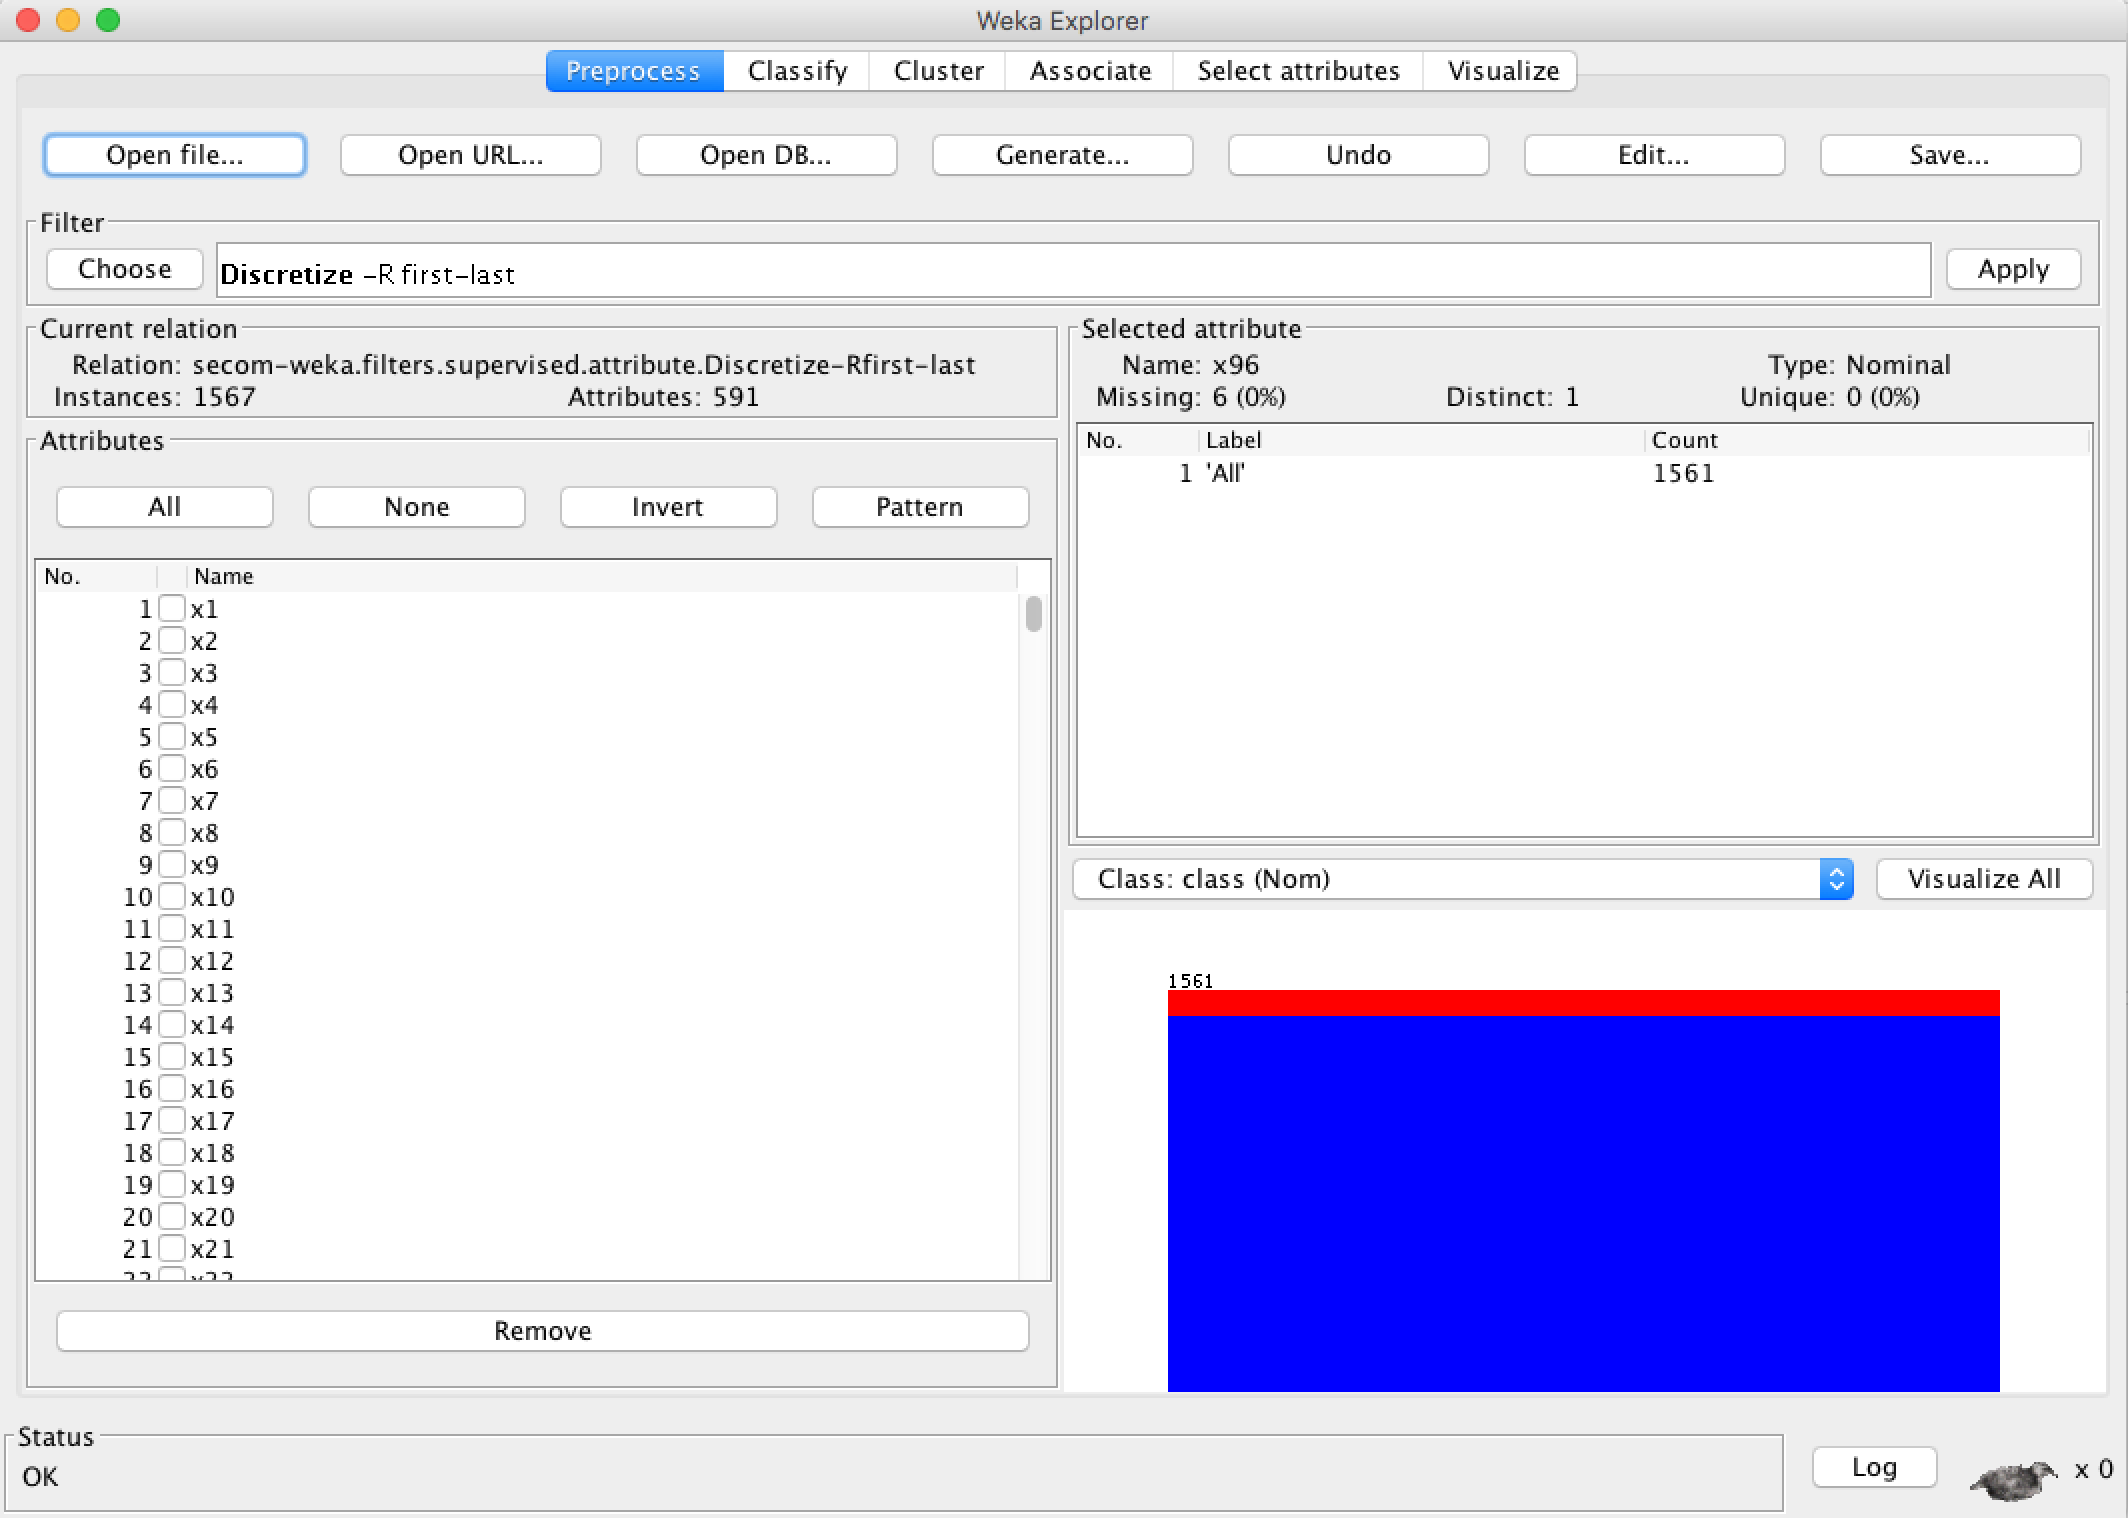 Weka Explorer
Preprocess Classify Cluster Associate Select attributes Visualize
Open file... Open URL... Open DB... Generate... Undo Edit... Save...
Filter
Choose Discretize -R first-last Apply
Current relation
Relation: secom-weka.filters.supervised.attribute.Discretize-Rfirst-last
Instances: 1567 Attributes: 591
Selected attribute
Name: x96 Type: Nominal
Missing: 6 (0%) Distinct: 1 Unique: 0 (0%)
No. Label Count
1 'All' 1561
Attributes
All None Invert Pattern
No. Name
1 x1
2 x2
3 x3
4 x4
5 x5
6 x6
7 x7
8 x8
9 x9
10 x10
11 x11
12 x12
13 x13
14 x14
15 x15
16 x16
17 x17
18 x18
19 x19
20 x20
21 x21
22 x22
Remove
Class: class (Nom) Visualize All
1561
Status
OK
Log x 0